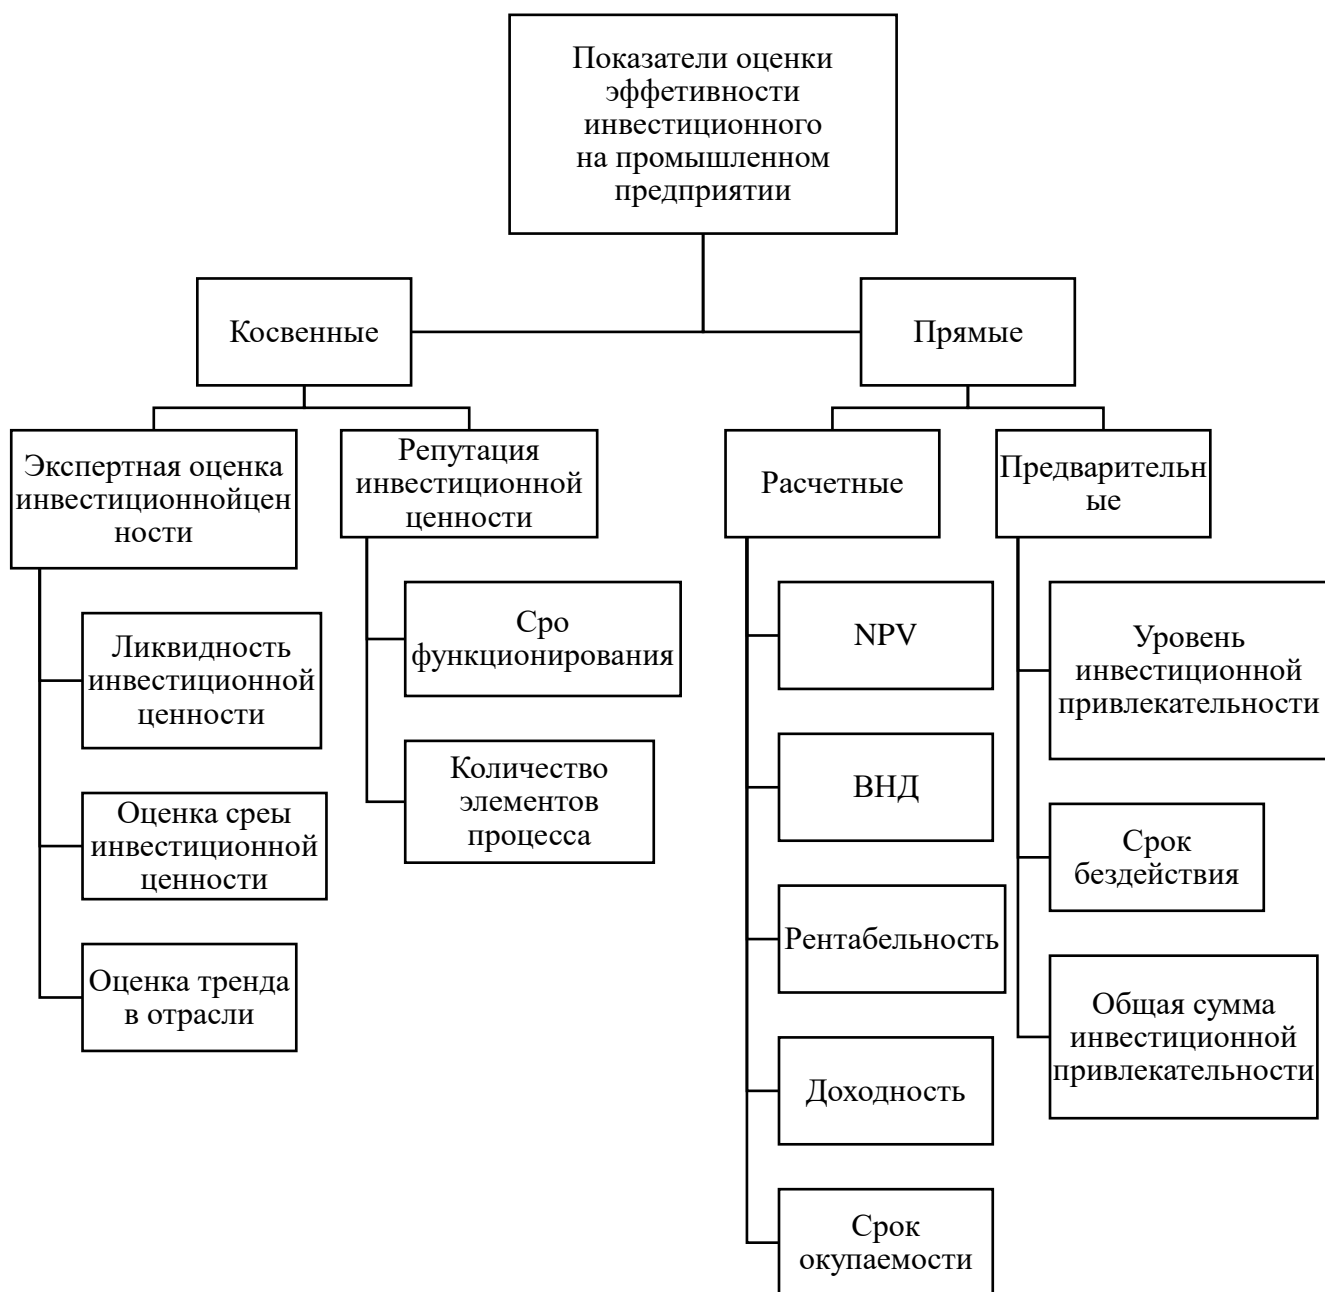 Показатели оценки
эффетивности
инвестиционного
на промышленном
предприятии
Косвенные
Прямые
Экспертная оценка
инвестиционнойцен
ности
Репутация
инвестиционной
ценности
Расчетные
Предварительн
ые
Ликвидность
инвестиционной
ценности
Оценка среы
инвестиционной
ценности
Оценка тренда
в отрасли
Сро
функционирования
Количество
элементов
процесса
NPV
ВНД
Рентабельность
Доходность
Срок
окупаемости
Уровень
инвестиционной
привлекательности
Срок
бездействия
Общая сумма
инвестиционной
привлекательности